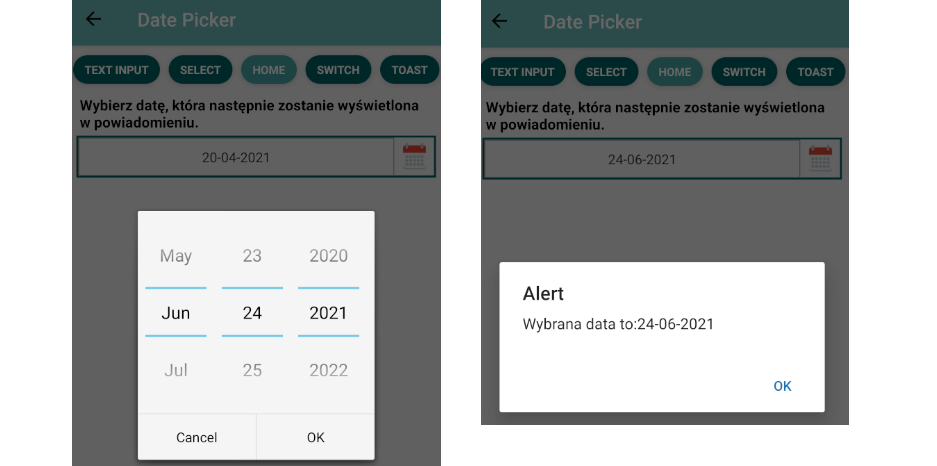 Date Picker
TEXT INPUT SELECT HOME SWITCH TOAST
Wybierz datę, która następnie zostanie wyświetlona
w powiadomieniu.
20-04-2021
May 23 2020
Jun 24 2021
Jul 25 2022
Cancel OK
Date Picker
TEXT INPUT SELECT HOME SWITCH TOAST
Wybierz datę, która następnie zostanie wyświetlona
w powiadomieniu.
24-06-2021
Alert
Wybrana data to:24-06-2021
OK